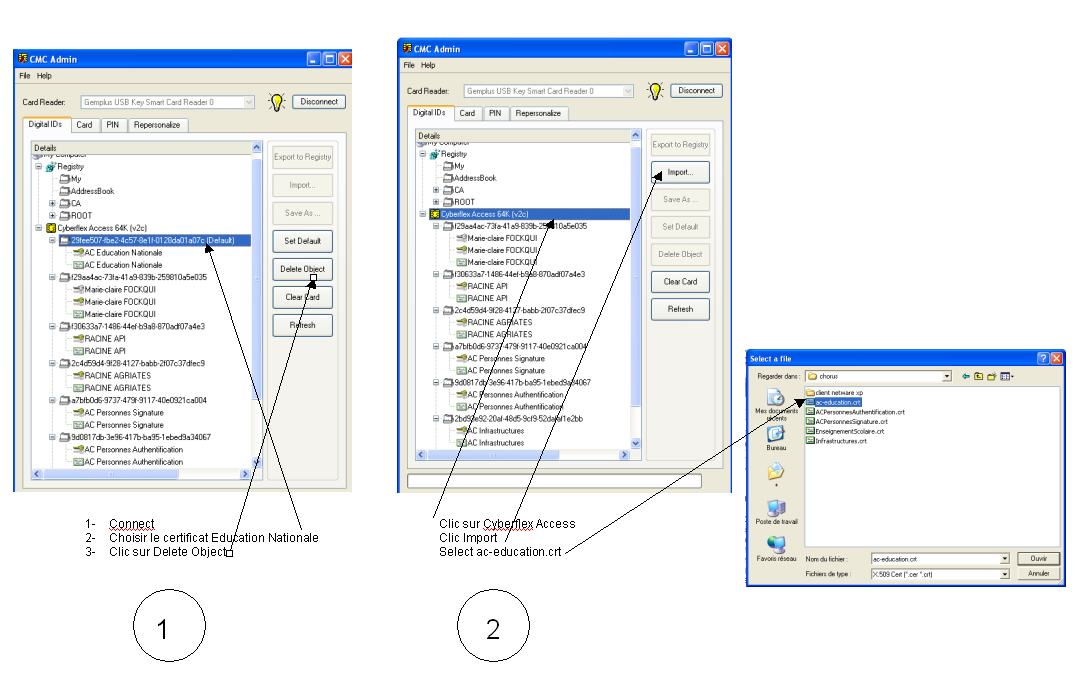 CMC Admin
File Help
Card Reader: Gemplus USB Key Smart Card Reader 0 Disconnect
Digital IDs Card PIN Repersonalize
Details
My Computer
Registry
My
AddressBook
CA
ROOT
Cyberflex Access 64K (v2c)
29fee507-fbe2-4c57-8e1f-0128da01a07c (Default)
AC Education Nationale
AC Education Nationale
f29aa4ac-73fa-41a9-839b-259810a5e035
Marie-claire FOCKQUI
Marie-claire FOCKQUI
f30633a7-1486-44ef-b9a8-870adf07a4e3
RACINE API
RACINE API
2c4d59d4-9f28-4127-babb-2f07c37dfec9
RACINE AGRIATES
RACINE AGRIATES
a7bfb0d6-9737-479f-9117-40e0921ca004
AC Personnes Signature
AC Personnes Signature
9d0817db-3e96-417b-ba95-1ebed9a34067
AC Personnes Authentification
AC Personnes Authentification
Export to Registry
Import...
Save As ...
Set Default
Delete Object
Clear Card
Refresh
1- Connect
2- Choisir le certificat Education Nationale
3- Clic sur Delete Object
1
CMC Admin
File Help
Card Reader: Gemplus USB Key Smart Card Reader 0 Disconnect
Digital IDs Card PIN Repersonalize
Details
My Computer
Registry
My
AddressBook
CA
ROOT
Cyberflex Access 64K (v2c)
f29aa4ac-73fa-41a9-839b-259810a5e035
Marie-claire FOCKQUI
Marie-claire FOCKQUI
f30633a7-1486-44ef-b9a8-870adf07a4e3
RACINE API
RACINE API
2c4d59d4-9f28-4127-babb-2f07c37dfec9
RACINE AGRIATES
RACINE AGRIATES
a7bfb0d6-9737-479f-9117-40e0921ca004
AC Personnes Signature
AC Personnes Signature
9d0817db-3e96-417b-ba95-1ebed9a34067
AC Personnes Authentification
AC Personnes Authentification
AC Infrastructures
AC Infrastructures
Export to Registry
Import...
Save As ...
Set Default
Delete Object
Clear Card
Refresh
Clic sur Cyberflex Access
Clic Import
Select ac-education.crt
2
Select a file
Regarder dans : chorus
Mes documents récents
Bureau
Poste de travail
Favoris réseau
client netware xp
ac-education.crt
ACPersonnesAuthentification.crt
ACPersonnesSignature.crt
EnseignementScolaire.crt
Infrastructures.crt
Nom du fichier : ac-education.crt Ouvrir
Fichiers de type : X.509 Cert (*.cer *.crt) Annuler